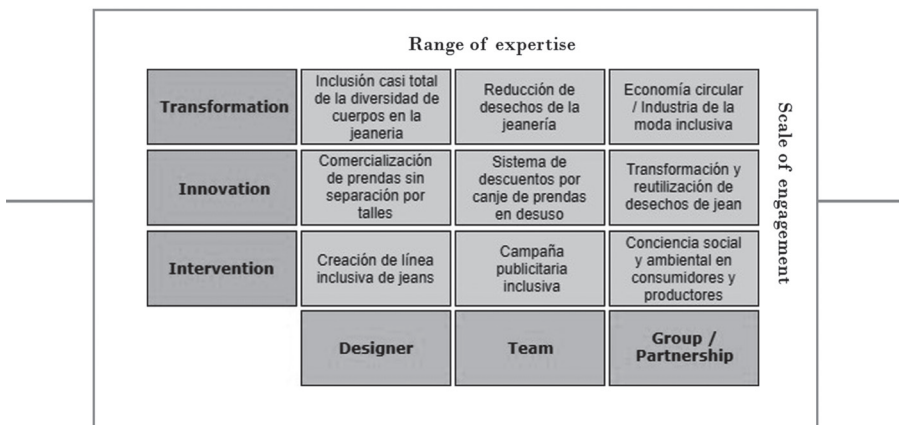 Range of expertise
Transformation
Inclusión casi total
de la diversidad de
cuerpos en la
jeaneria
Reducción de
desechos de la
jeanería
Economía circular
/ Industria de la
moda inclusiva
Innovation
Comercialización
de prendas sin
separación por
talles
Sistema de
descuentos por
canje de prendas
en desuso
Transformación y
reutilización de
desechos de jean
Intervention
Creación de línea
inclusiva de jeans
Campaña
publicitaria
inclusiva
Conciencia social
y ambiental en
consumidores y
productores
Designer
Team
Group /
Partnership
Scale of engagement